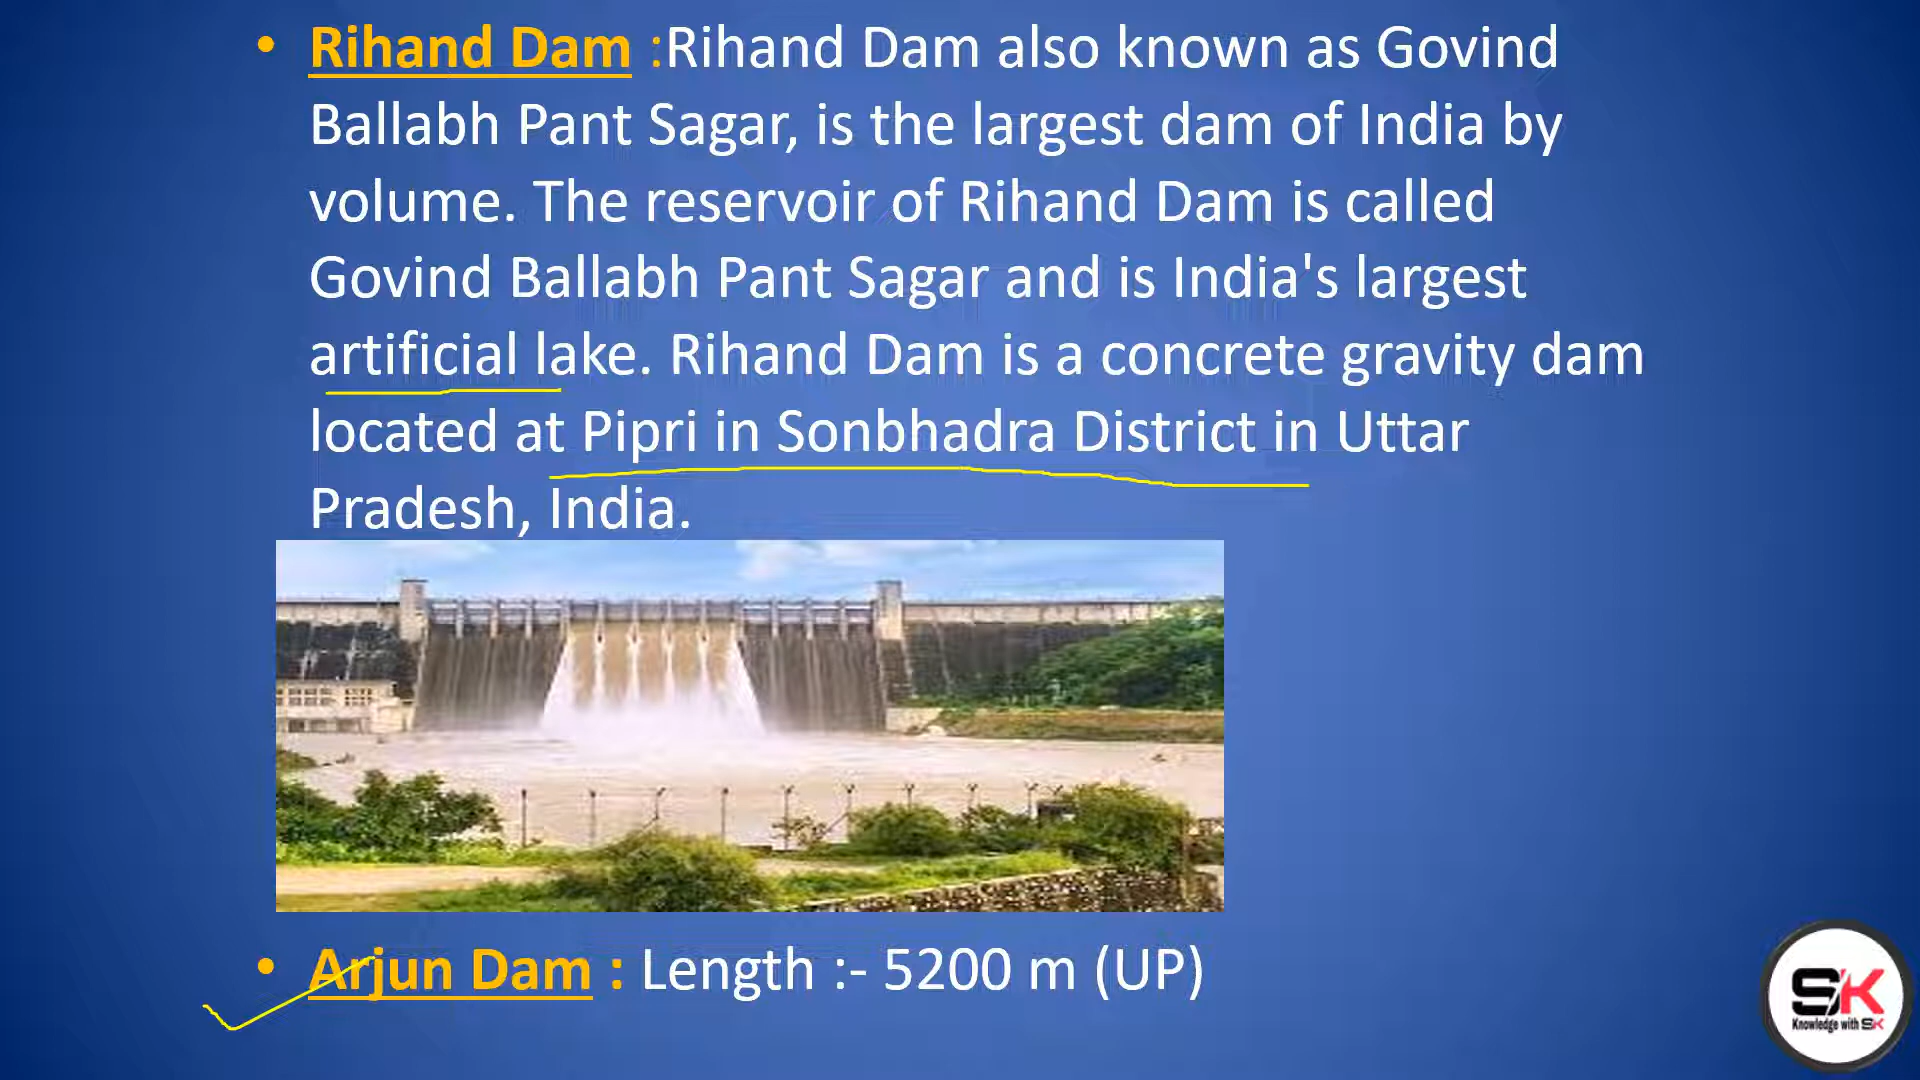 • Rihand Dam :Rihand Dam also known as Govind
Ballabh Pant Sagar, is the largest dam of India by
volume. The reservoir of Rihand Dam is called
Govind Ballabh Pant Sagar and is India's largest
artificial lake. Rihand Dam is a concrete gravity dam
located at Pipri in Sonbhadra District in Uttar
Pradesh, India.
• Arjun Dam : Length :- 5200 m (UP)
SK
Knowledge with SK